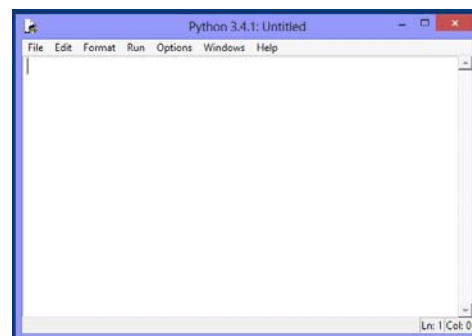 Python 3.4.1: Untitled
File Edit Format Run Options Windows Help
Ln: 1 Col: 0